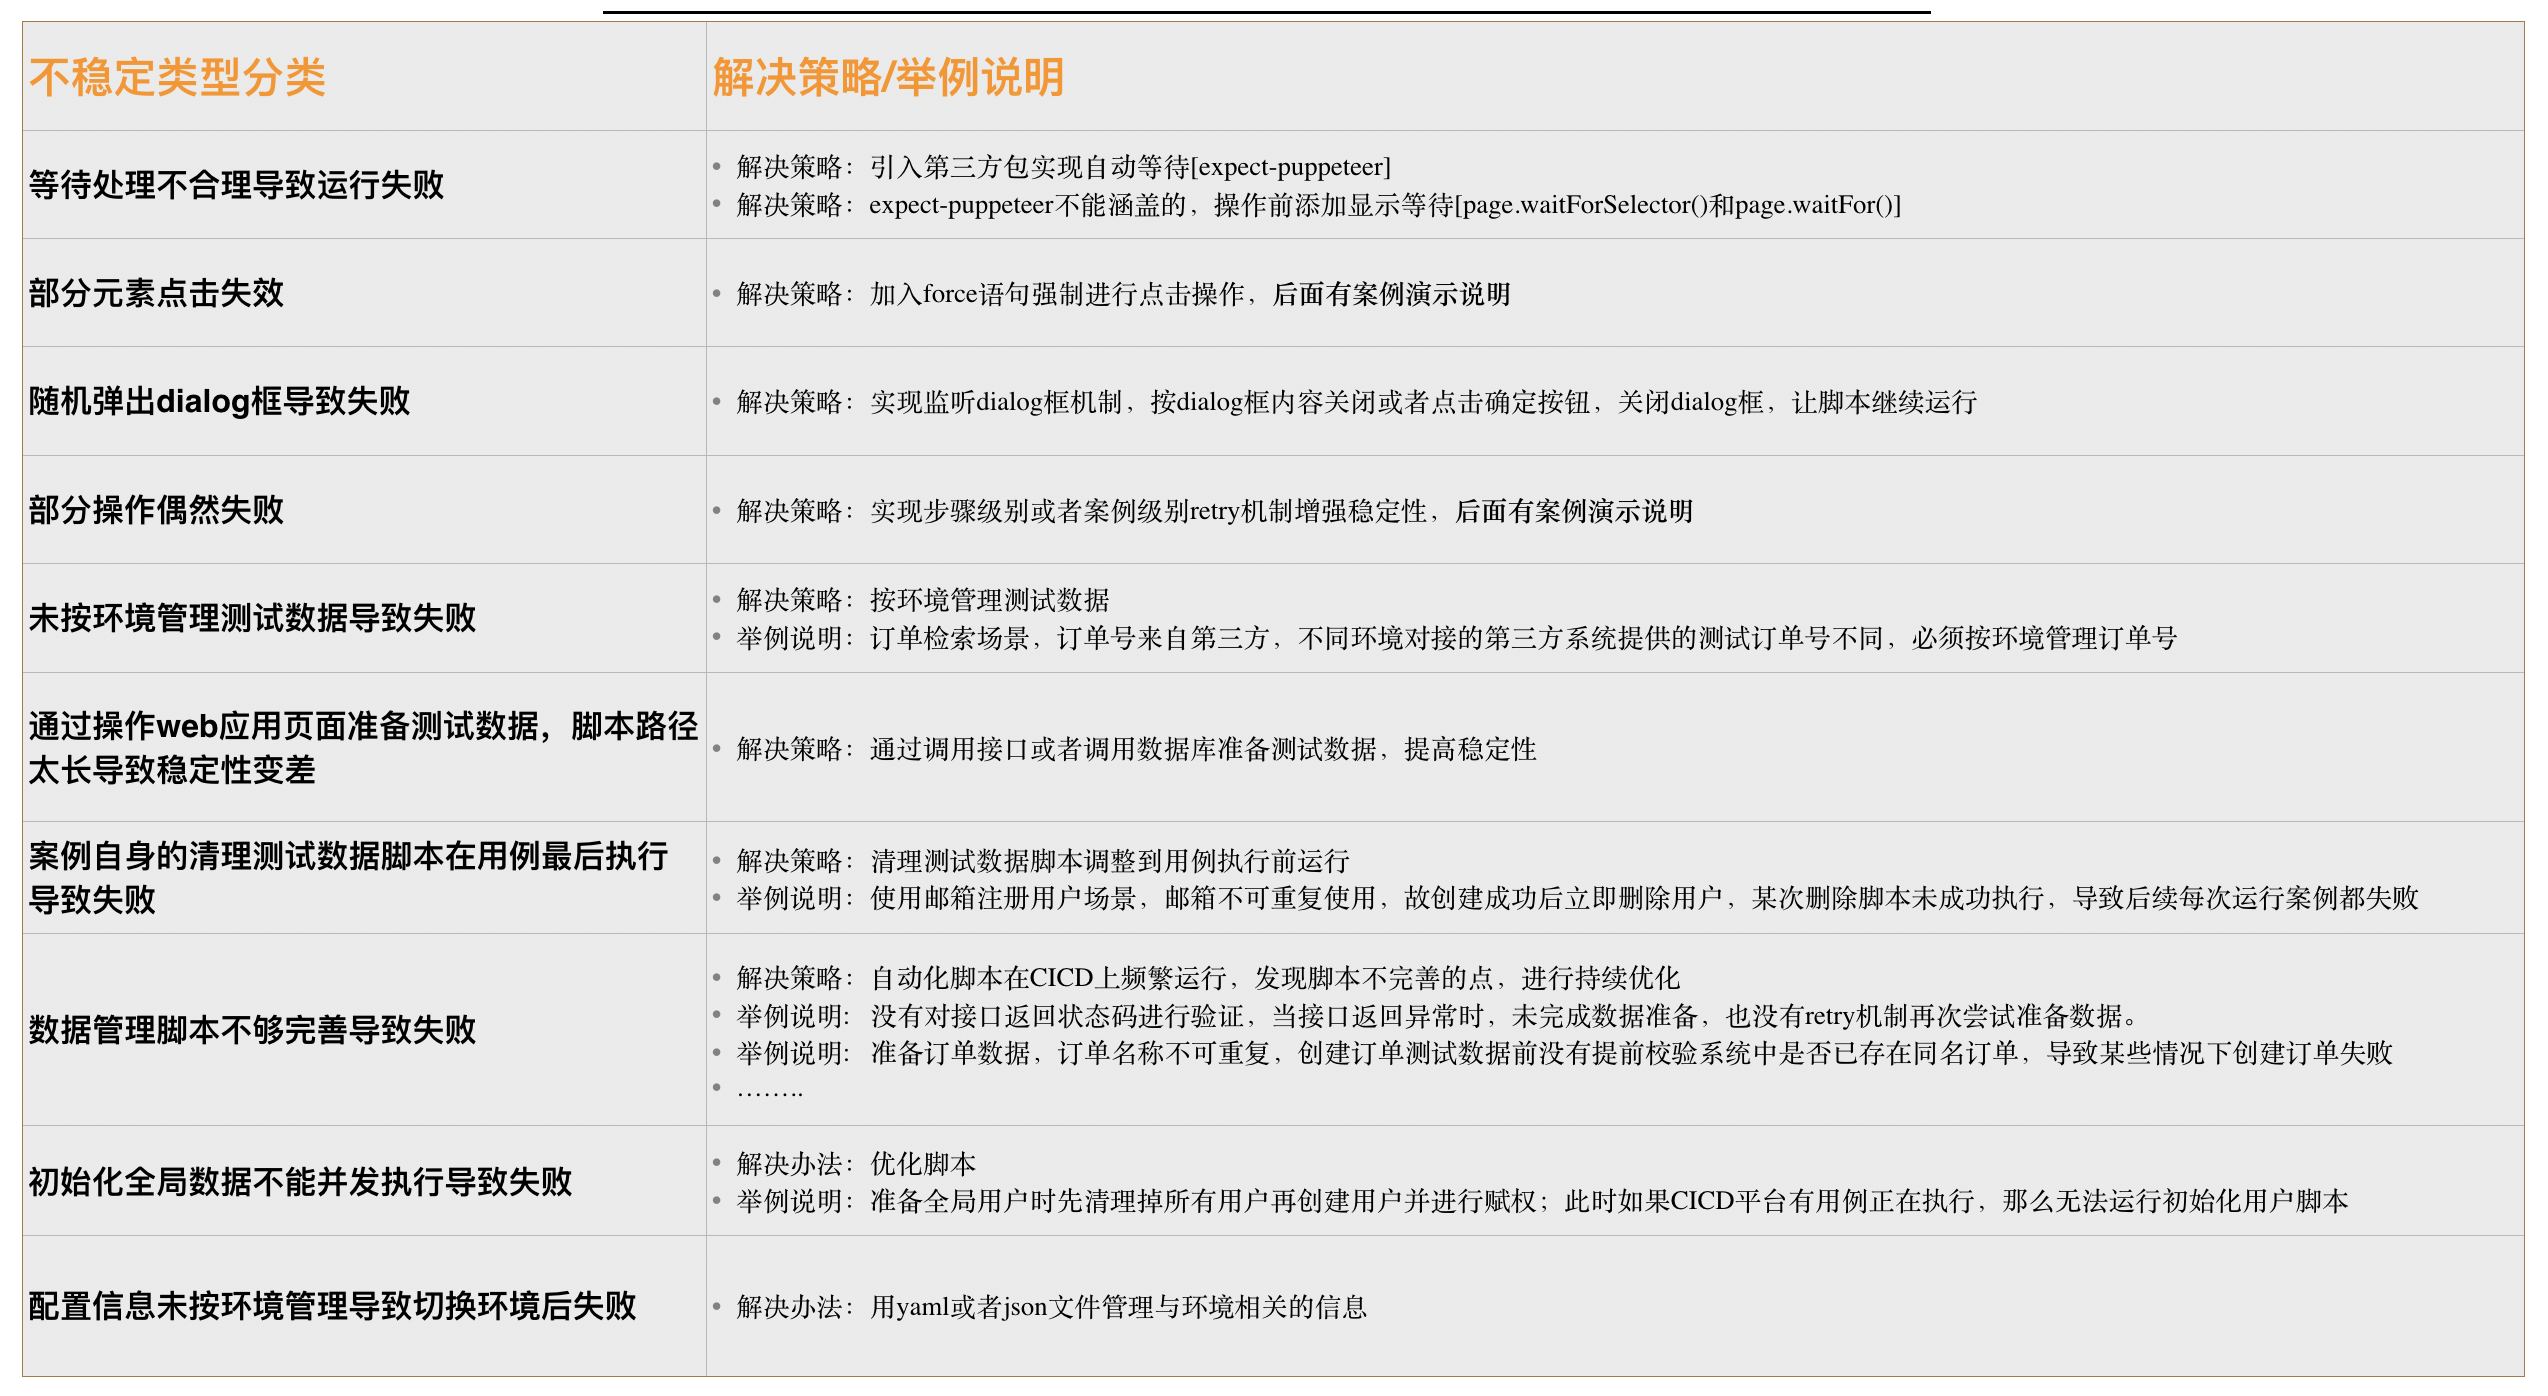 不稳定类型分类
解决策略/举例说明
等待处理不合理导致运行失败
• 解决策略：引入第三方包实现自动等待[expect-puppeteer]
• 解决策略：expect-puppeteer不能涵盖的，操作前添加显示等待[page.waitForSelector()和page.waitFor()]
部分元素点击失效
• 解决策略：加入force语句强制进行点击操作，后面有案例演示说明
随机弹出dialog框导致失败
• 解决策略：实现监听dialog框机制，按dialog框内容关闭或者点击确定按钮，关闭dialog框，让脚本继续运行
部分操作偶然失败
• 解决策略：实现步骤级别或者案例级别retry机制增强稳定性，后面有案例演示说明
未按环境管理测试数据导致失败
• 解决策略：按环境管理测试数据
• 举例说明：订单检索场景，订单号来自第三方，不同环境对接的第三方系统提供的测试订单号不同，必须按环境管理订单号
通过操作web应用页面准备测试数据，脚本路径
太长导致稳定性变差
• 解决策略：通过调用接口或者调用数据库准备测试数据，提高稳定性
案例自身的清理测试数据脚本在用例最后执行
导致失败
• 解决策略：清理测试数据脚本调整到用例执行前运行
• 举例说明：使用邮箱注册用户场景，邮箱不可重复使用，故创建成功后立即删除用户，某次删除脚本未成功执行，导致后续每次运行案例都失败
数据管理脚本不够完善导致失败
• 解决策略：自动化脚本在CICD上频繁运行，发现脚本不完善的点，进行持续优化
• 举例说明：没有对接口返回状态码进行验证，当接口返回异常时，未完成数据准备，也没有retry机制再次尝试准备数据。
• 举例说明：准备订单数据，订单名称不可重复，创建订单测试数据前没有提前校验系统中是否已存在同名订单，导致某些情况下创建订单失败
• ……..
初始化全局数据不能并发执行导致失败
• 解决办法：优化脚本
• 举例说明：准备全局用户时先清理掉所有用户再创建用户并进行赋权；此时如果CICD平台有用例正在执行，那么无法运行初始化用户脚本
配置信息未按环境管理导致切换环境后失败
• 解决办法：用yaml或者json文件管理与环境相关的信息